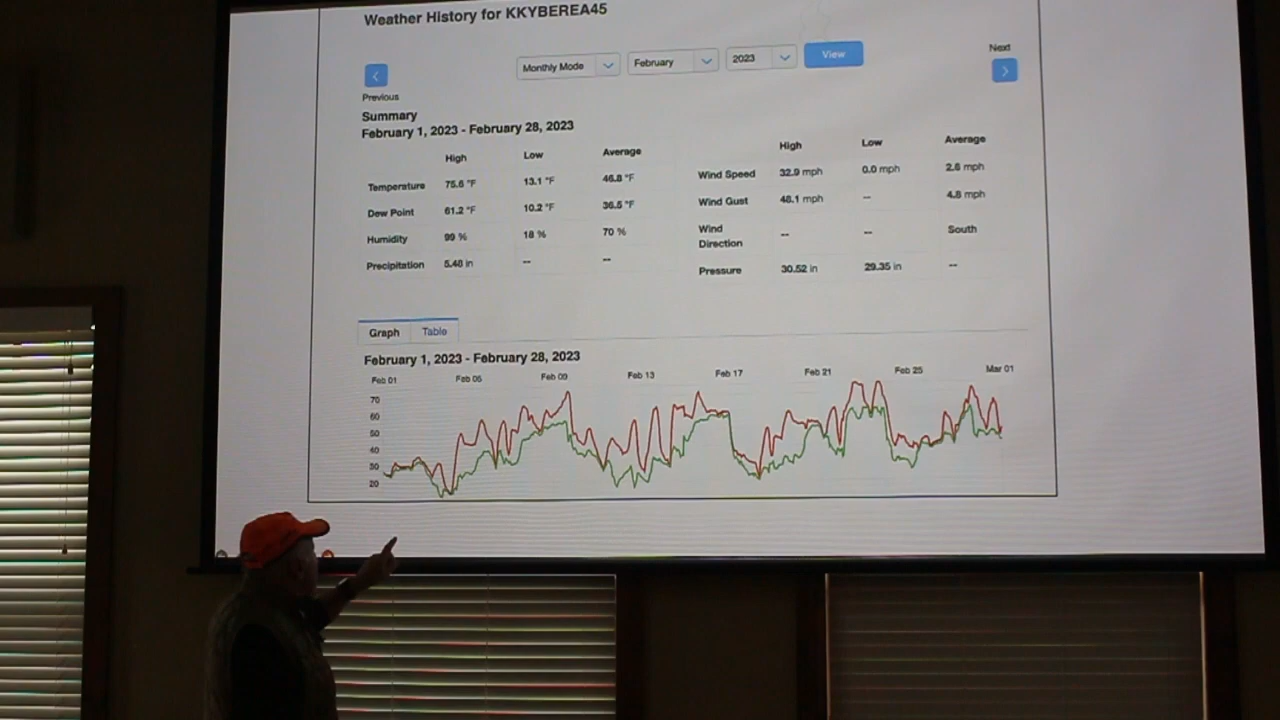 Weather History for KKYBEREA45
Next
Monthly Mode February 2023 View
Previous
Summary
February 1, 2023 - February 28, 2023
High Low Average High Low Average
Temperature 75.6 °F 13.1 °F 46.8 °F Wind Speed 32.9 mph 0.0 mph 2.6 mph
Dew Point 61.2 °F 10.2 °F 36.5 °F Wind Gust 48.1 mph -- 4.8 mph
Humidity 99 % 18 % 70 % Wind Direction -- -- South
Precipitation 5.48 in -- -- Pressure 30.52 in 29.35 in --
Graph Table
February 1, 2023 - February 28, 2023
Feb 01 Feb 05 Feb 09 Feb 13 Feb 17 Feb 21 Feb 25 Mar 01
70
60
50
40
30
20